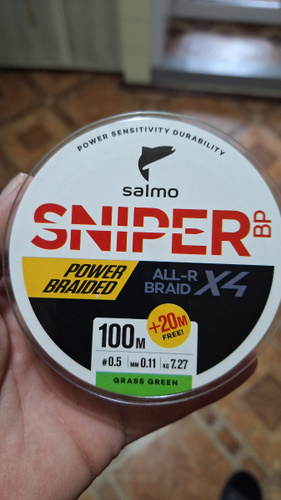 POWER SENSITIVITY DURABILITY
salmo
SNIPER BP
POWER BRAIDED
ALL-R BRAID X4
100M
+20M
FREE!
#0.5 MM 0.11 KG 7.27
GRASS GREEN